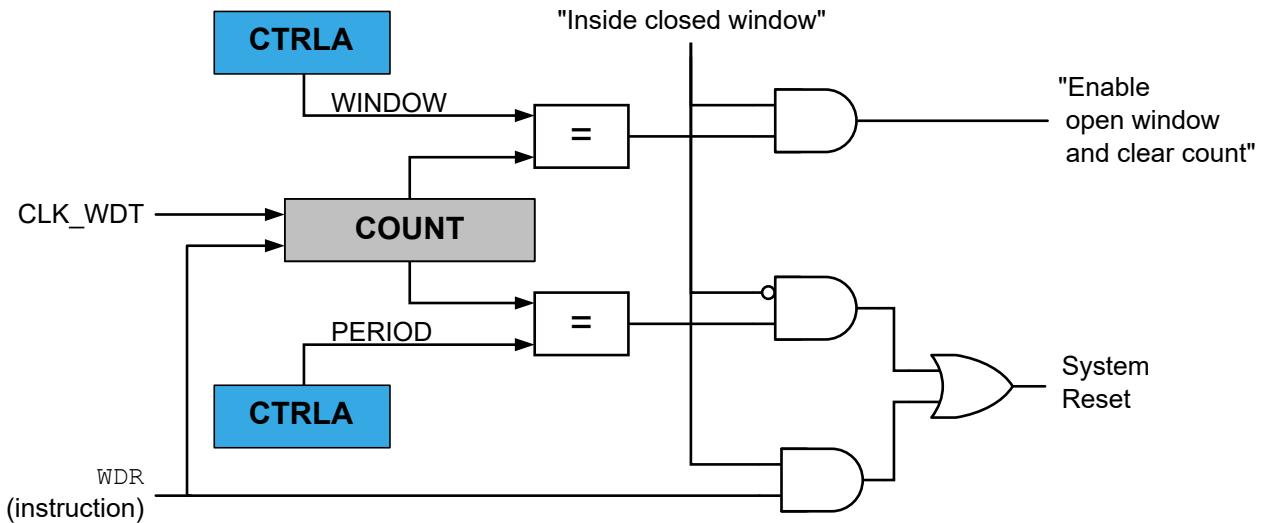 "Inside closed window"
CTRLA
WINDOW
"Enable
open window
and clear count"
=
CLK_WDT
COUNT
=
PERIOD
CTRLA
System
Reset
WDR
(instruction)